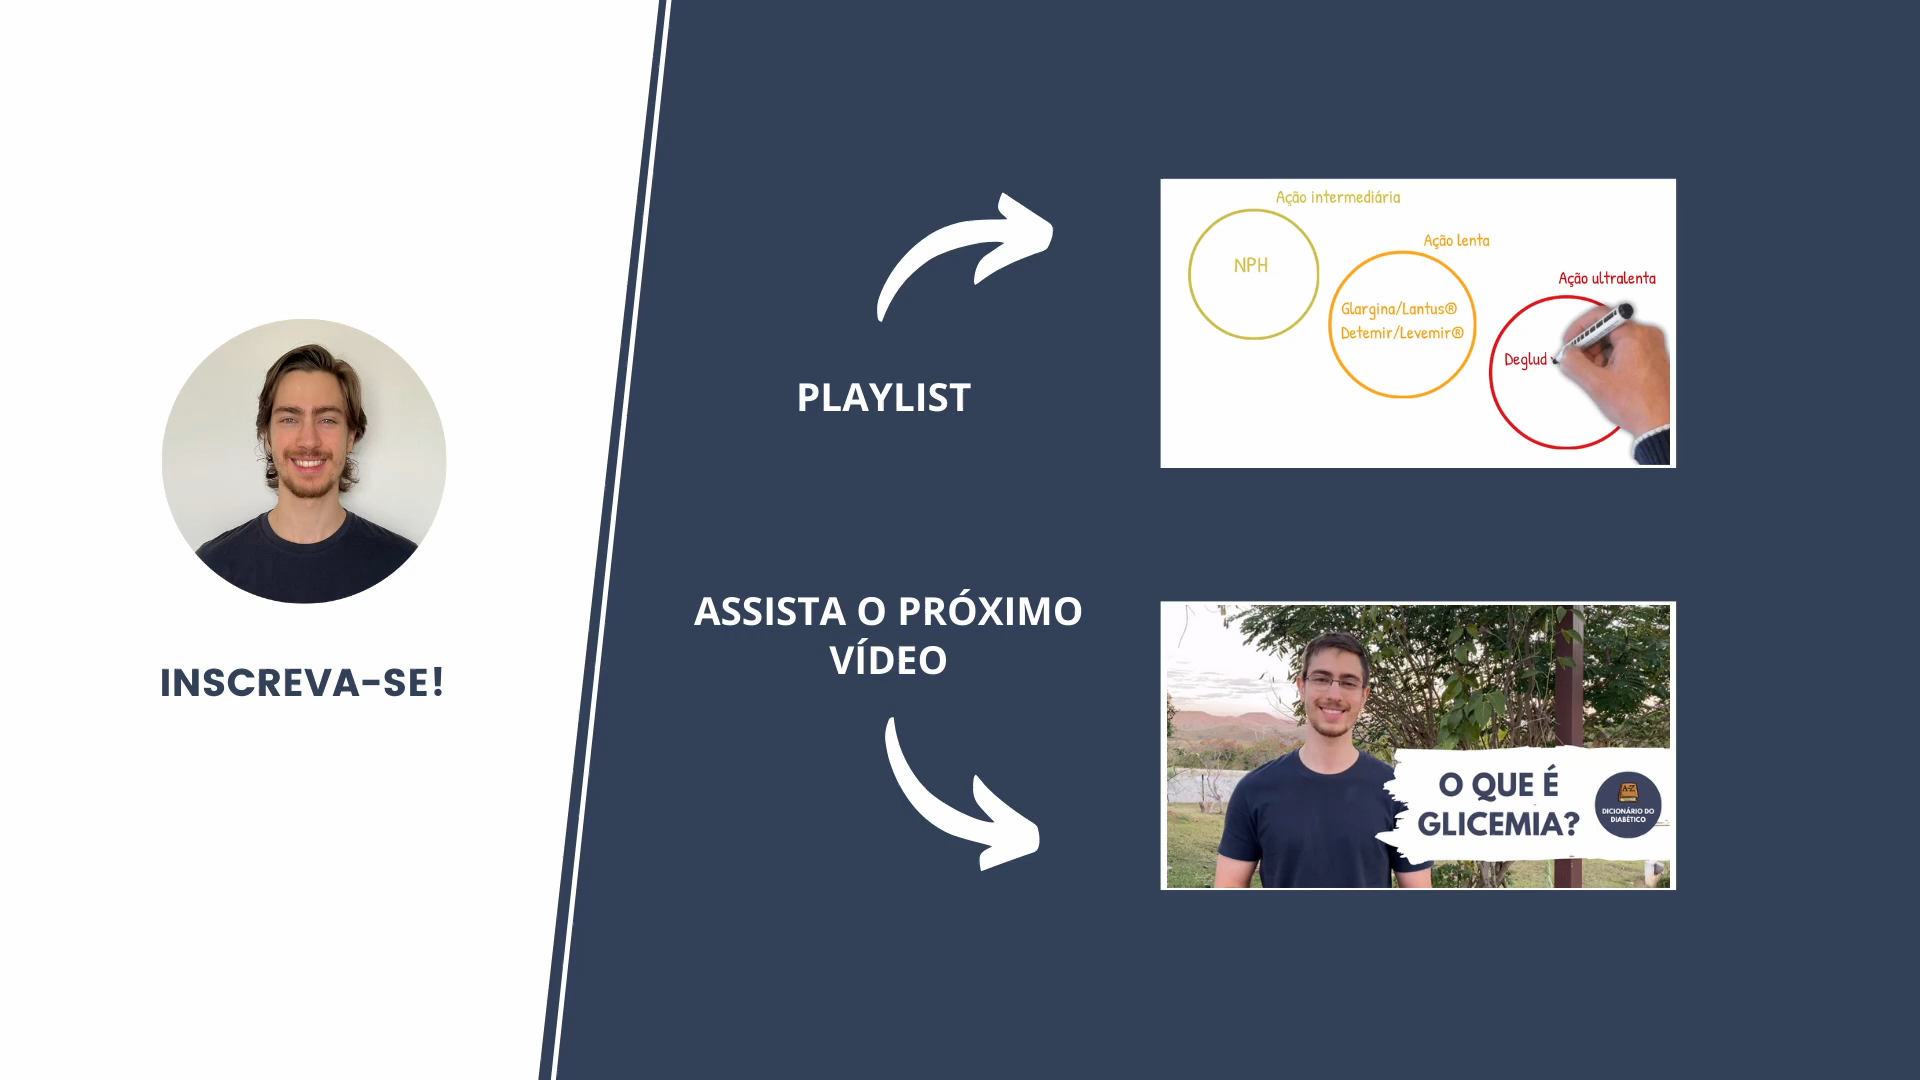 INSCREVA-SE!
PLAYLIST
Ação intermediária
NPH
Ação lenta
Glargina/Lantus®
Detemir/Levemir®
Ação ultralenta
Deglud
ASSISTA O PRÓXIMO
VÍDEO
O QUE É
GLICEMIA?
A-Z
DICIONÁRIO DO
DIABÉTICO